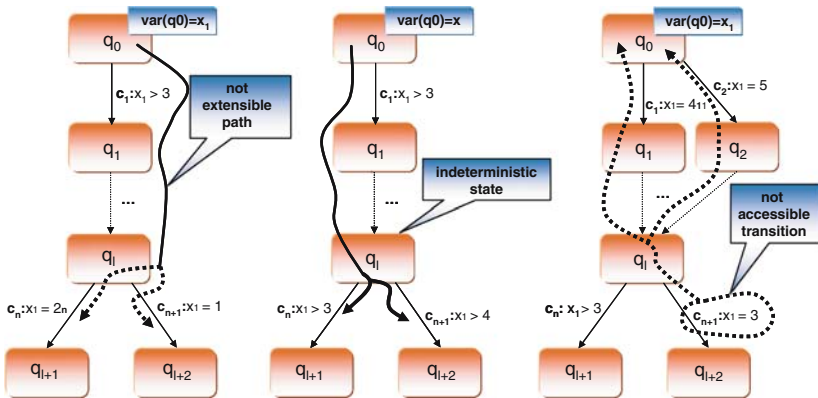 var(q0)=x₁
q₀
c₁:x₁ > 3
not
extensible
path
q₁
...
qₗ
cₙ:x₁ = 2ₙ
cₙ₊₁:x₁ = 1
qₗ₊₁
qₗ₊₂
var(q0)=x
q₀
c₁:x₁ > 3
q₁
indeterministic
state
...
qₗ
cₙ:x₁ > 3
cₙ₊₁:x₁ > 4
qₗ₊₁
qₗ₊₂
var(q0)=x₁
q₀
c₂:x₁ = 5
c₁:x₁= 4₁₁
q₁
q₂
...
not
accessible
transition
qₗ
cₙ: x₁ > 3
cₙ₊₁:x₁ = 3
qₗ₊₁
qₗ₊₂